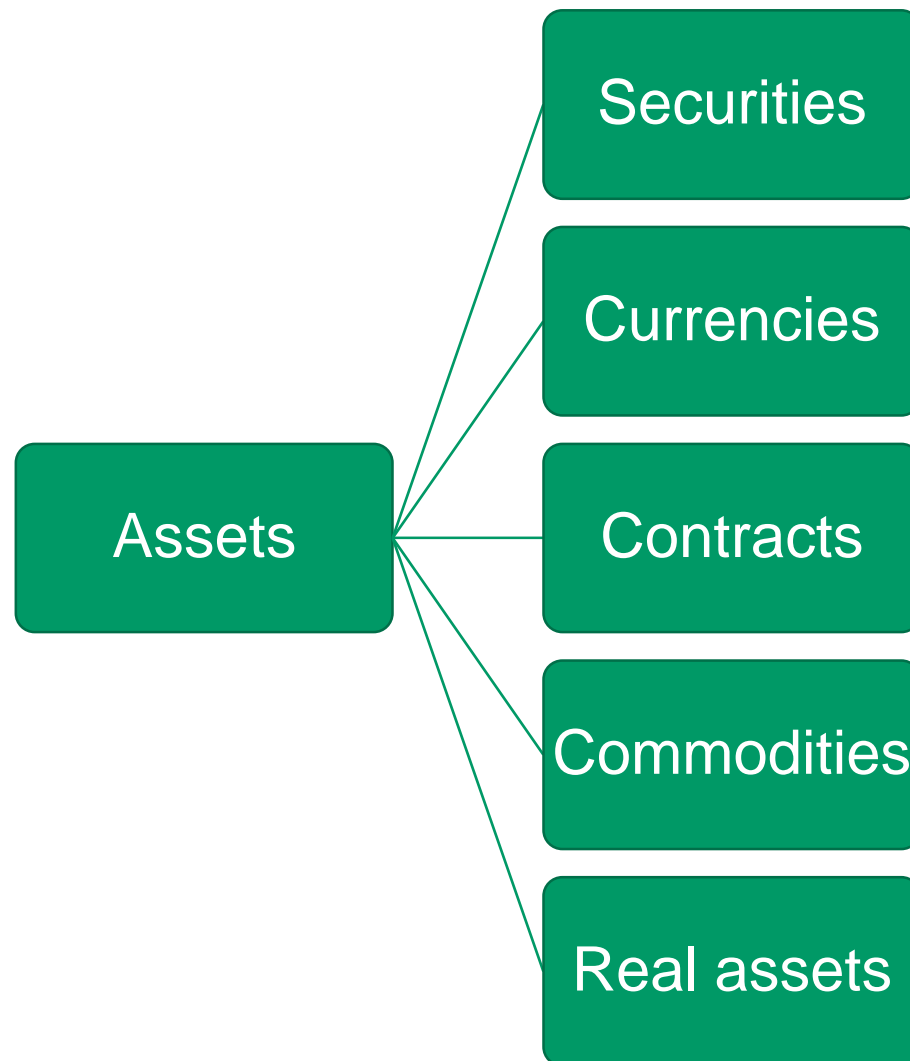 Securities
Currencies
Assets
Contracts
Commodities
Real assets